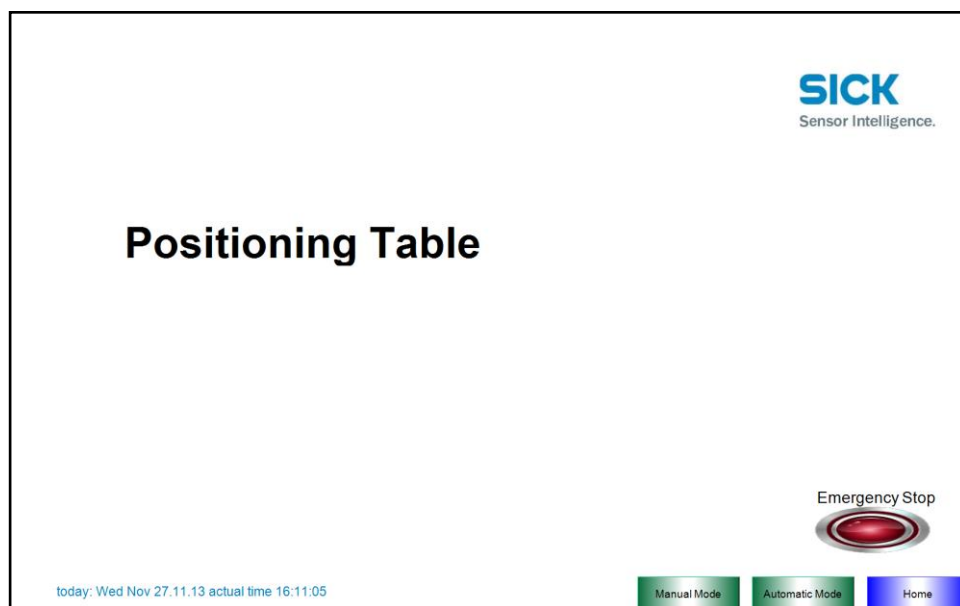 SICK
Sensor Intelligence.
Positioning Table
Emergency Stop
today: Wed Nov 27.11.13 actual time 16:11:05
Manual Mode
Automatic Mode
Home